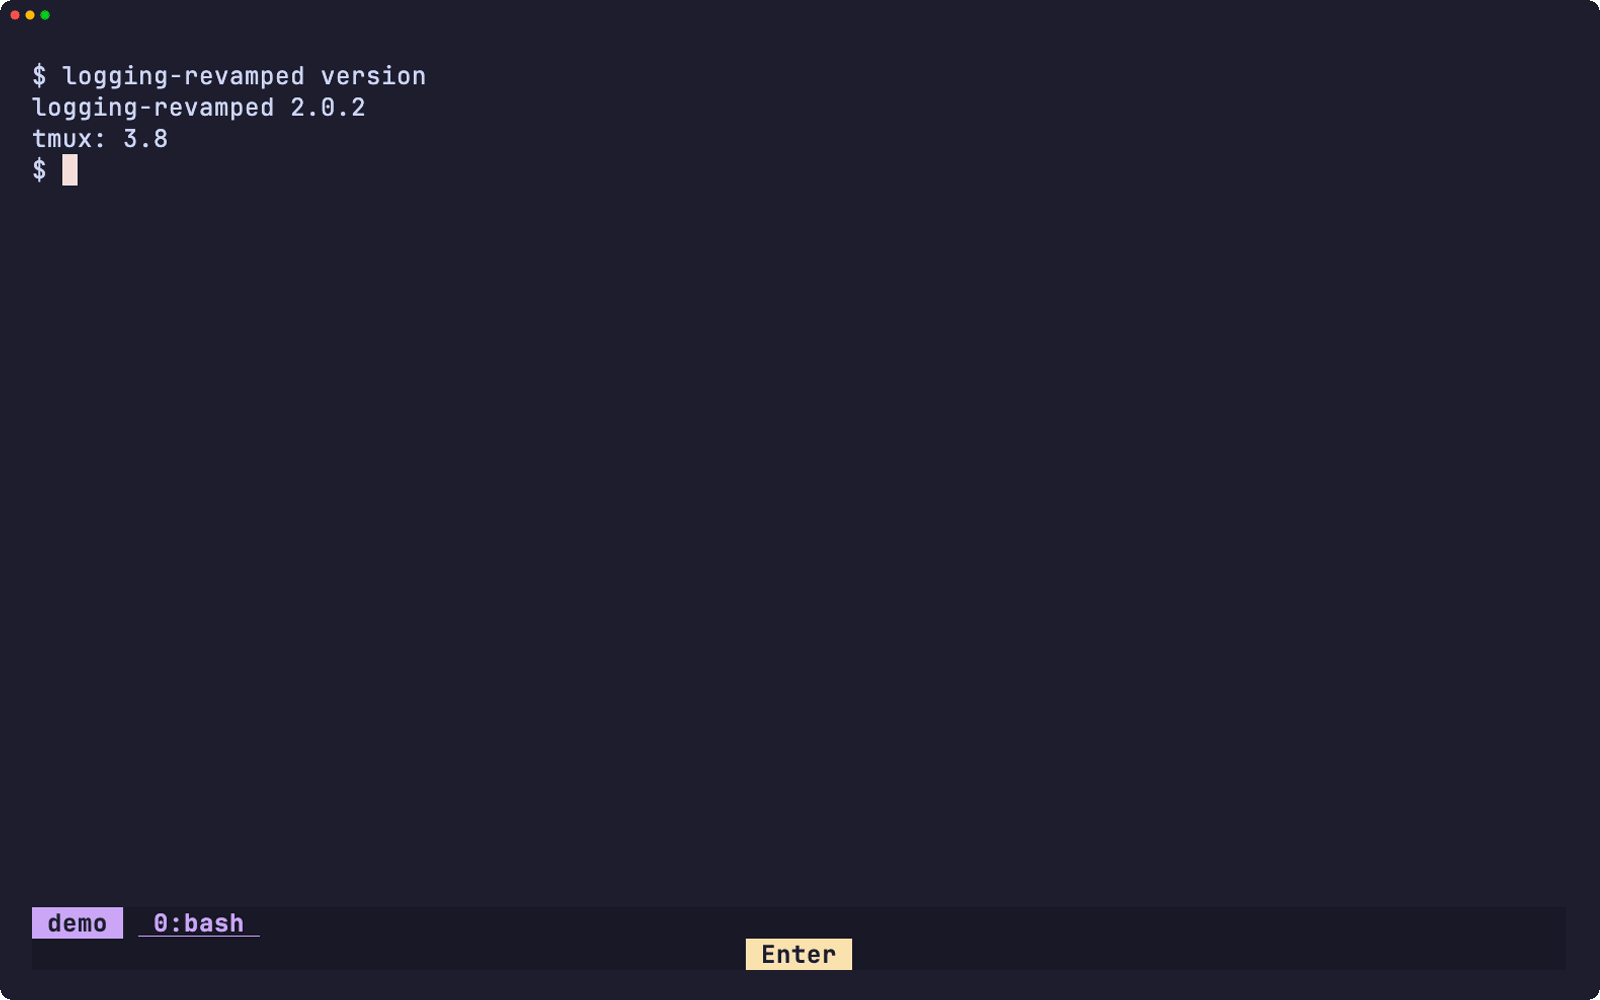 $ logging-revamped version
logging-revamped 2.0.2
tmux: 3.8
$
demo 0:bash
Enter